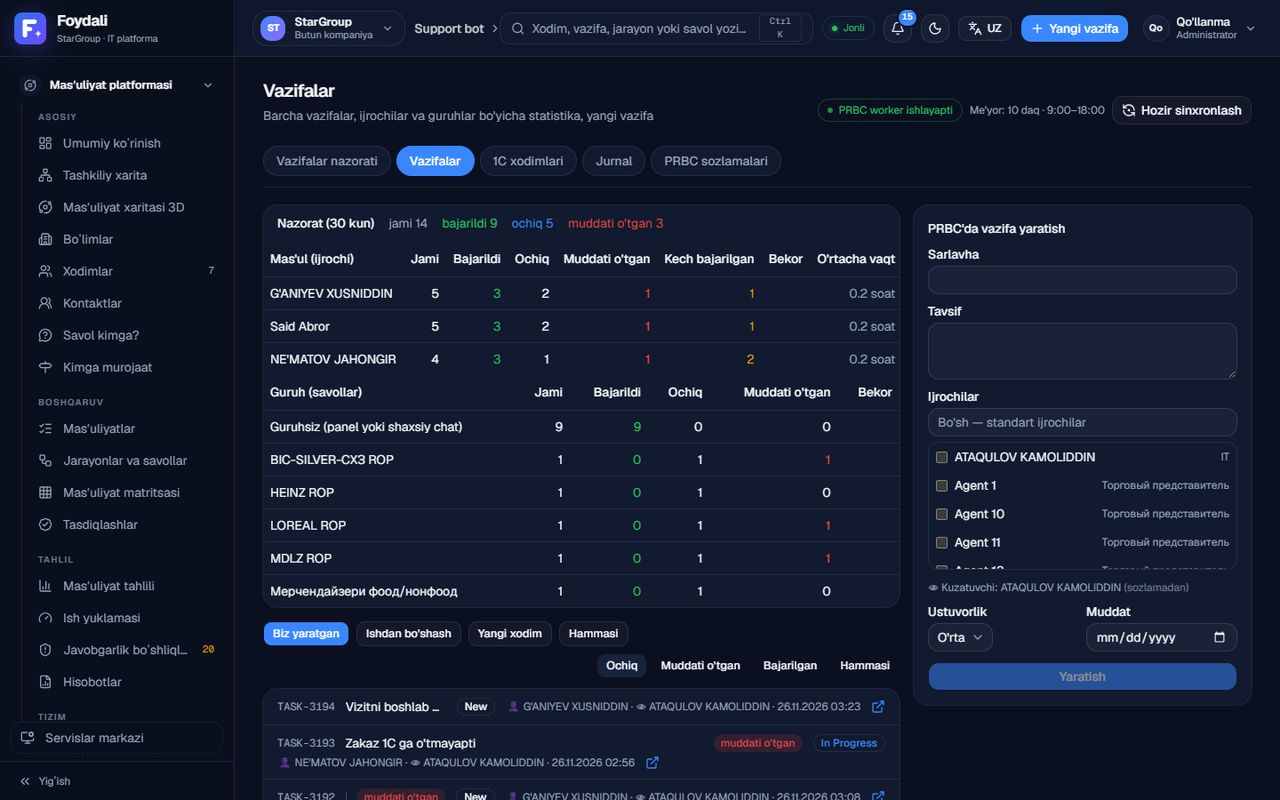 Foydali
StarGroup · IT platforma
ST
StarGroup
Butun kompaniya
Support bot
Xodim, vazifa, jarayon yoki savol yozi...
Ctrl K
Jonli
15
UZ
Yangi vazifa
Qo
Qo'llanma
Administrator
Mas'uliyat platformasi
ASOSIY
Umumiy ko'rinish
Tashkiliy xarita
Mas'uliyat xaritasi 3D
Bo'limlar
Xodimlar 7
Kontaktlar
Savol kimga?
Kimga murojaat
BOSHQARUV
Mas'uliyatlar
Jarayonlar va savollar
Mas'uliyat matritsasi
Tasdiqlashlar
TAHLIL
Mas'uliyat tahlili
Ish yuklamasi
Javobgarlik bo'shliql... 20
Hisobotlar
TIZIM
Servislar markazi
Yig'ish
Vazifalar
Barcha vazifalar, ijrochilar va guruhlar bo'yicha statistika, yangi vazifa
PRBC worker ishlayapti
Me'yor: 10 daq · 9:00–18:00
Hozir sinxronlash
Vazifalar nazorati
Vazifalar
1C xodimlari
Jurnal
PRBC sozlamalari
Nazorat (30 kun) jami 14 bajarildi 9 ochiq 5 muddati o'tgan 3
Mas'ul (ijrochi) Jami Bajarildi Ochiq Muddati o'tgan Kech bajarilgan Bekor O'rtacha vaqt
G'ANIYEV XUSNIDDIN 5 3 2 1 1 0.2 soat
Said Abror 5 3 2 1 1 0.2 soat
NE'MATOV JAHONGIR 4 3 1 1 2 0.2 soat
Guruh (savollar) Jami Bajarildi Ochiq Muddati o'tgan Bekor
Guruhsiz (panel yoki shaxsiy chat) 9 9 0 0
BIC-SILVER-CX3 ROP 1 0 1 1
HEINZ ROP 1 0 1 0
LOREAL ROP 1 0 1 1
MDLZ ROP 1 0 1 1
Мерчендайзери фоод/нонфоод 1 0 1 0
Biz yaratgan
Ishdan bo'shash
Yangi xodim
Hammasi
Ochiq
Muddati o'tgan
Bajarilgan
Hammasi
TASK-3194 Vizitni boshlab ... New G'ANIYEV XUSNIDDIN · ATAQULOV KAMOLIDDIN · 26.11.2026 03:23
TASK-3193 Zakaz 1C ga o'tmayapti muddati o'tgan In Progress
NE'MATOV JAHONGIR · ATAQULOV KAMOLIDDIN · 26.11.2026 02:56
TASK-3192 muddati o'tgan New G'ANIYEV XUSNIDDIN · ATAQULOV KAMOLIDDIN · 26.11.2026 03:08
PRBC'da vazifa yaratish
Sarlavha
Tavsif
Ijrochilar
Bo'sh — standart ijrochilar
ATAQULOV KAMOLIDDIN IT
Agent 1 Торговый представитель
Agent 10 Торговый представитель
Agent 11 Торговый представитель
Kuzatuvchi: ATAQULOV KAMOLIDDIN (sozlamadan)
Ustuvorlik
Muddat
O'rta
mm/dd/yyyy
Yaratish